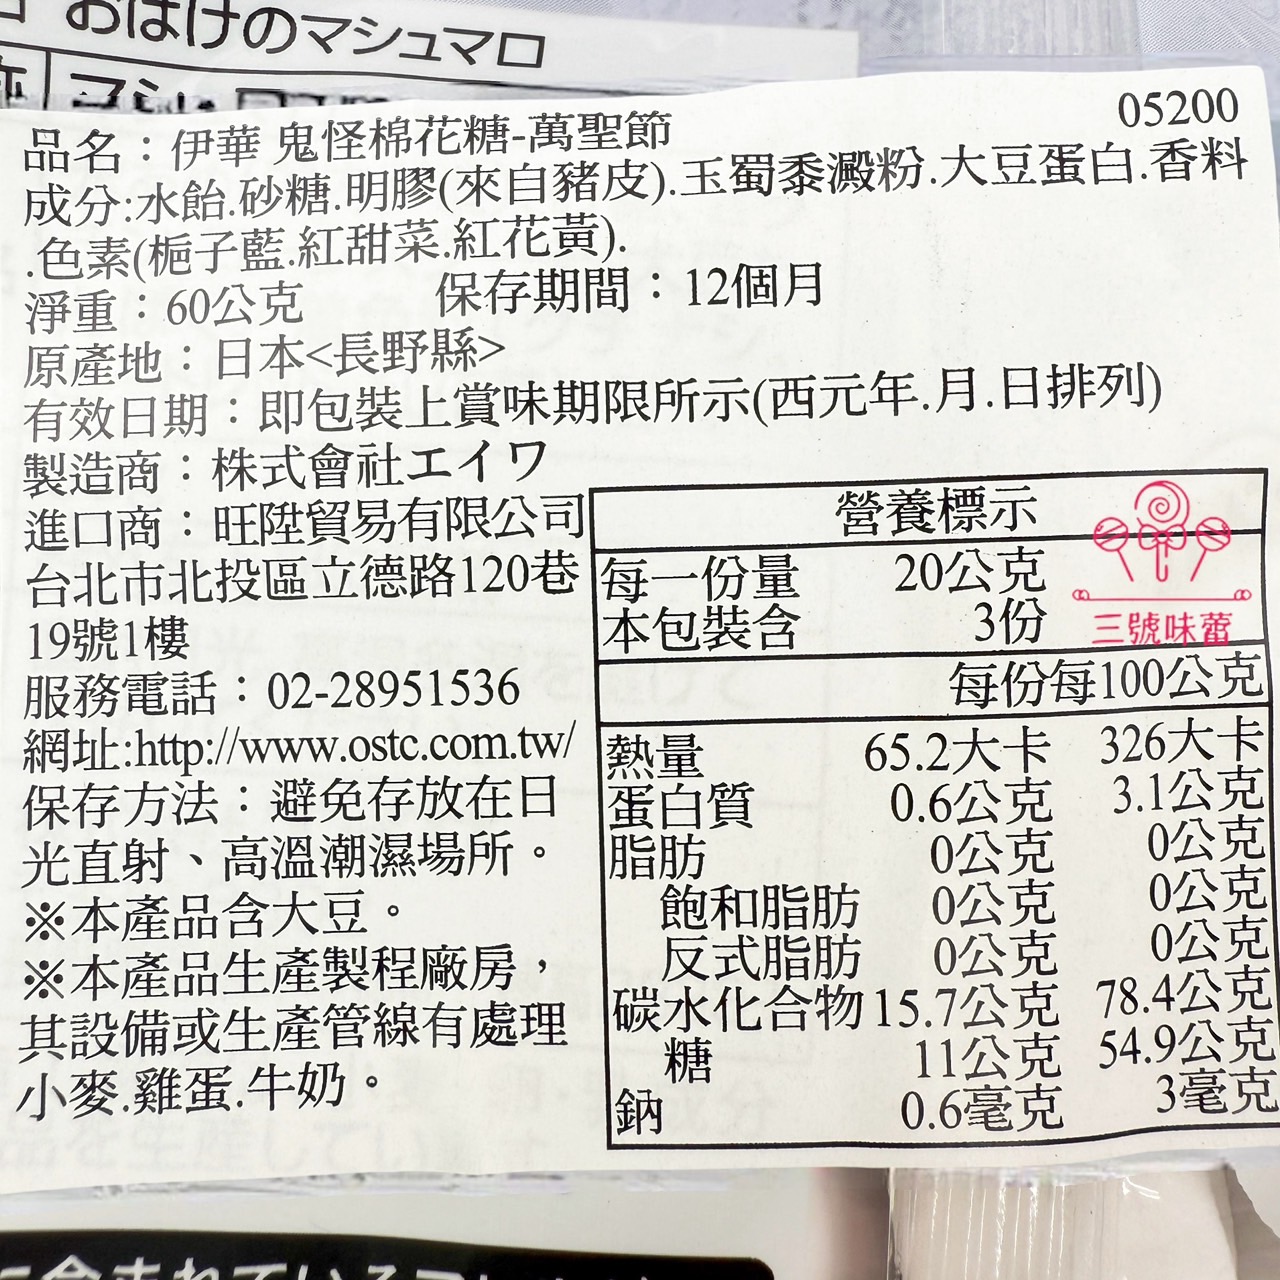 おばけのマシュマロ
05200
品名：伊華 鬼怪棉花糖-萬聖節
成分:水飴.砂糖.明膠(來自豬皮).玉蜀黍澱粉.大豆蛋白.香料
.色素(梔子藍.紅甜菜.紅花黃).
淨重：60公克 保存期間：12個月
原產地：日本<長野縣>
有效日期：即包裝上賞味期限所示(西元年.月.日排列)
製造商：株式會社エイワ
進口商：旺陞貿易有限公司
台北市北投區立德路120巷
19號1樓
服務電話：02-28951536
網址:http://www.ostc.com.tw/
保存方法：避免存放在日
光直射、高溫潮濕場所。
※本產品含大豆。
※本產品生產製程廠房，
其設備或生產管線有處理
小麥.雞蛋.牛奶。
營養標示
每一份量 20公克
本包裝含 3份
三號味蕾
每份每100公克
熱量 65.2大卡 326大卡
蛋白質 0.6公克 3.1公克
脂肪 0公克 0公克
飽和脂肪 0公克 0公克
反式脂肪 0公克 0公克
碳水化合物 15.7公克 78.4公克
糖 11公克 54.9公克
鈉 0.6毫克 3毫克